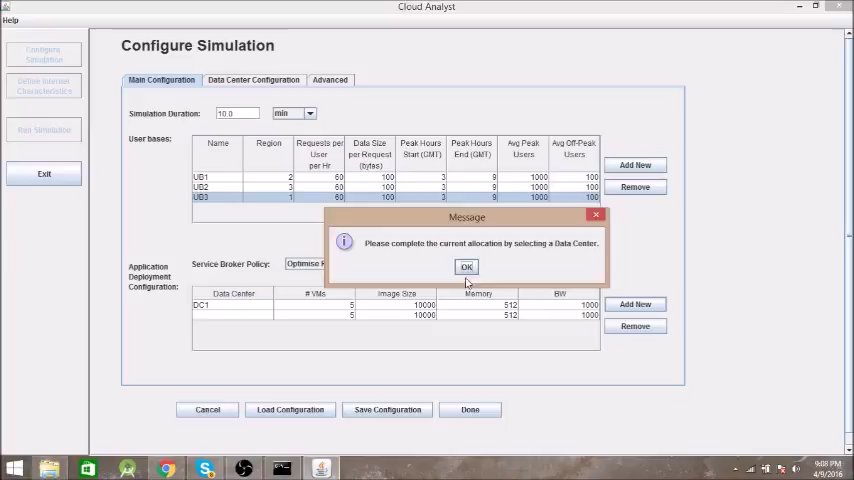 Cloud Analyst
Help
Configure Simulation
Define Internet Characteristics
Run Simulation
Exit
Configure Simulation
Main Configuration
Data Center Configuration
Advanced
Simulation Duration: 10.0 min
User bases:
Name Region Requests per User per Hr Data Size per Request (bytes) Peak Hours Start (GMT) Peak Hours End (GMT) Avg Peak Users Avg Off-Peak Users
UB1 2 60 100 3 9 1000 100
UB2 3 60 100 3 9 1000 100
UB3 1 60 100 3 9 1000 100
Add New
Remove
Message
Please complete the current allocation by selecting a Data Center.
OK
Application Deployment Configuration:
Service Broker Policy: Optimise
Data Center # VMs Image Size Memory BW
DC1 5 10000 512 1000
5 10000 512 1000
Add New
Remove
Cancel
Load Configuration
Save Configuration
Done
9:08 PM
4/9/2016